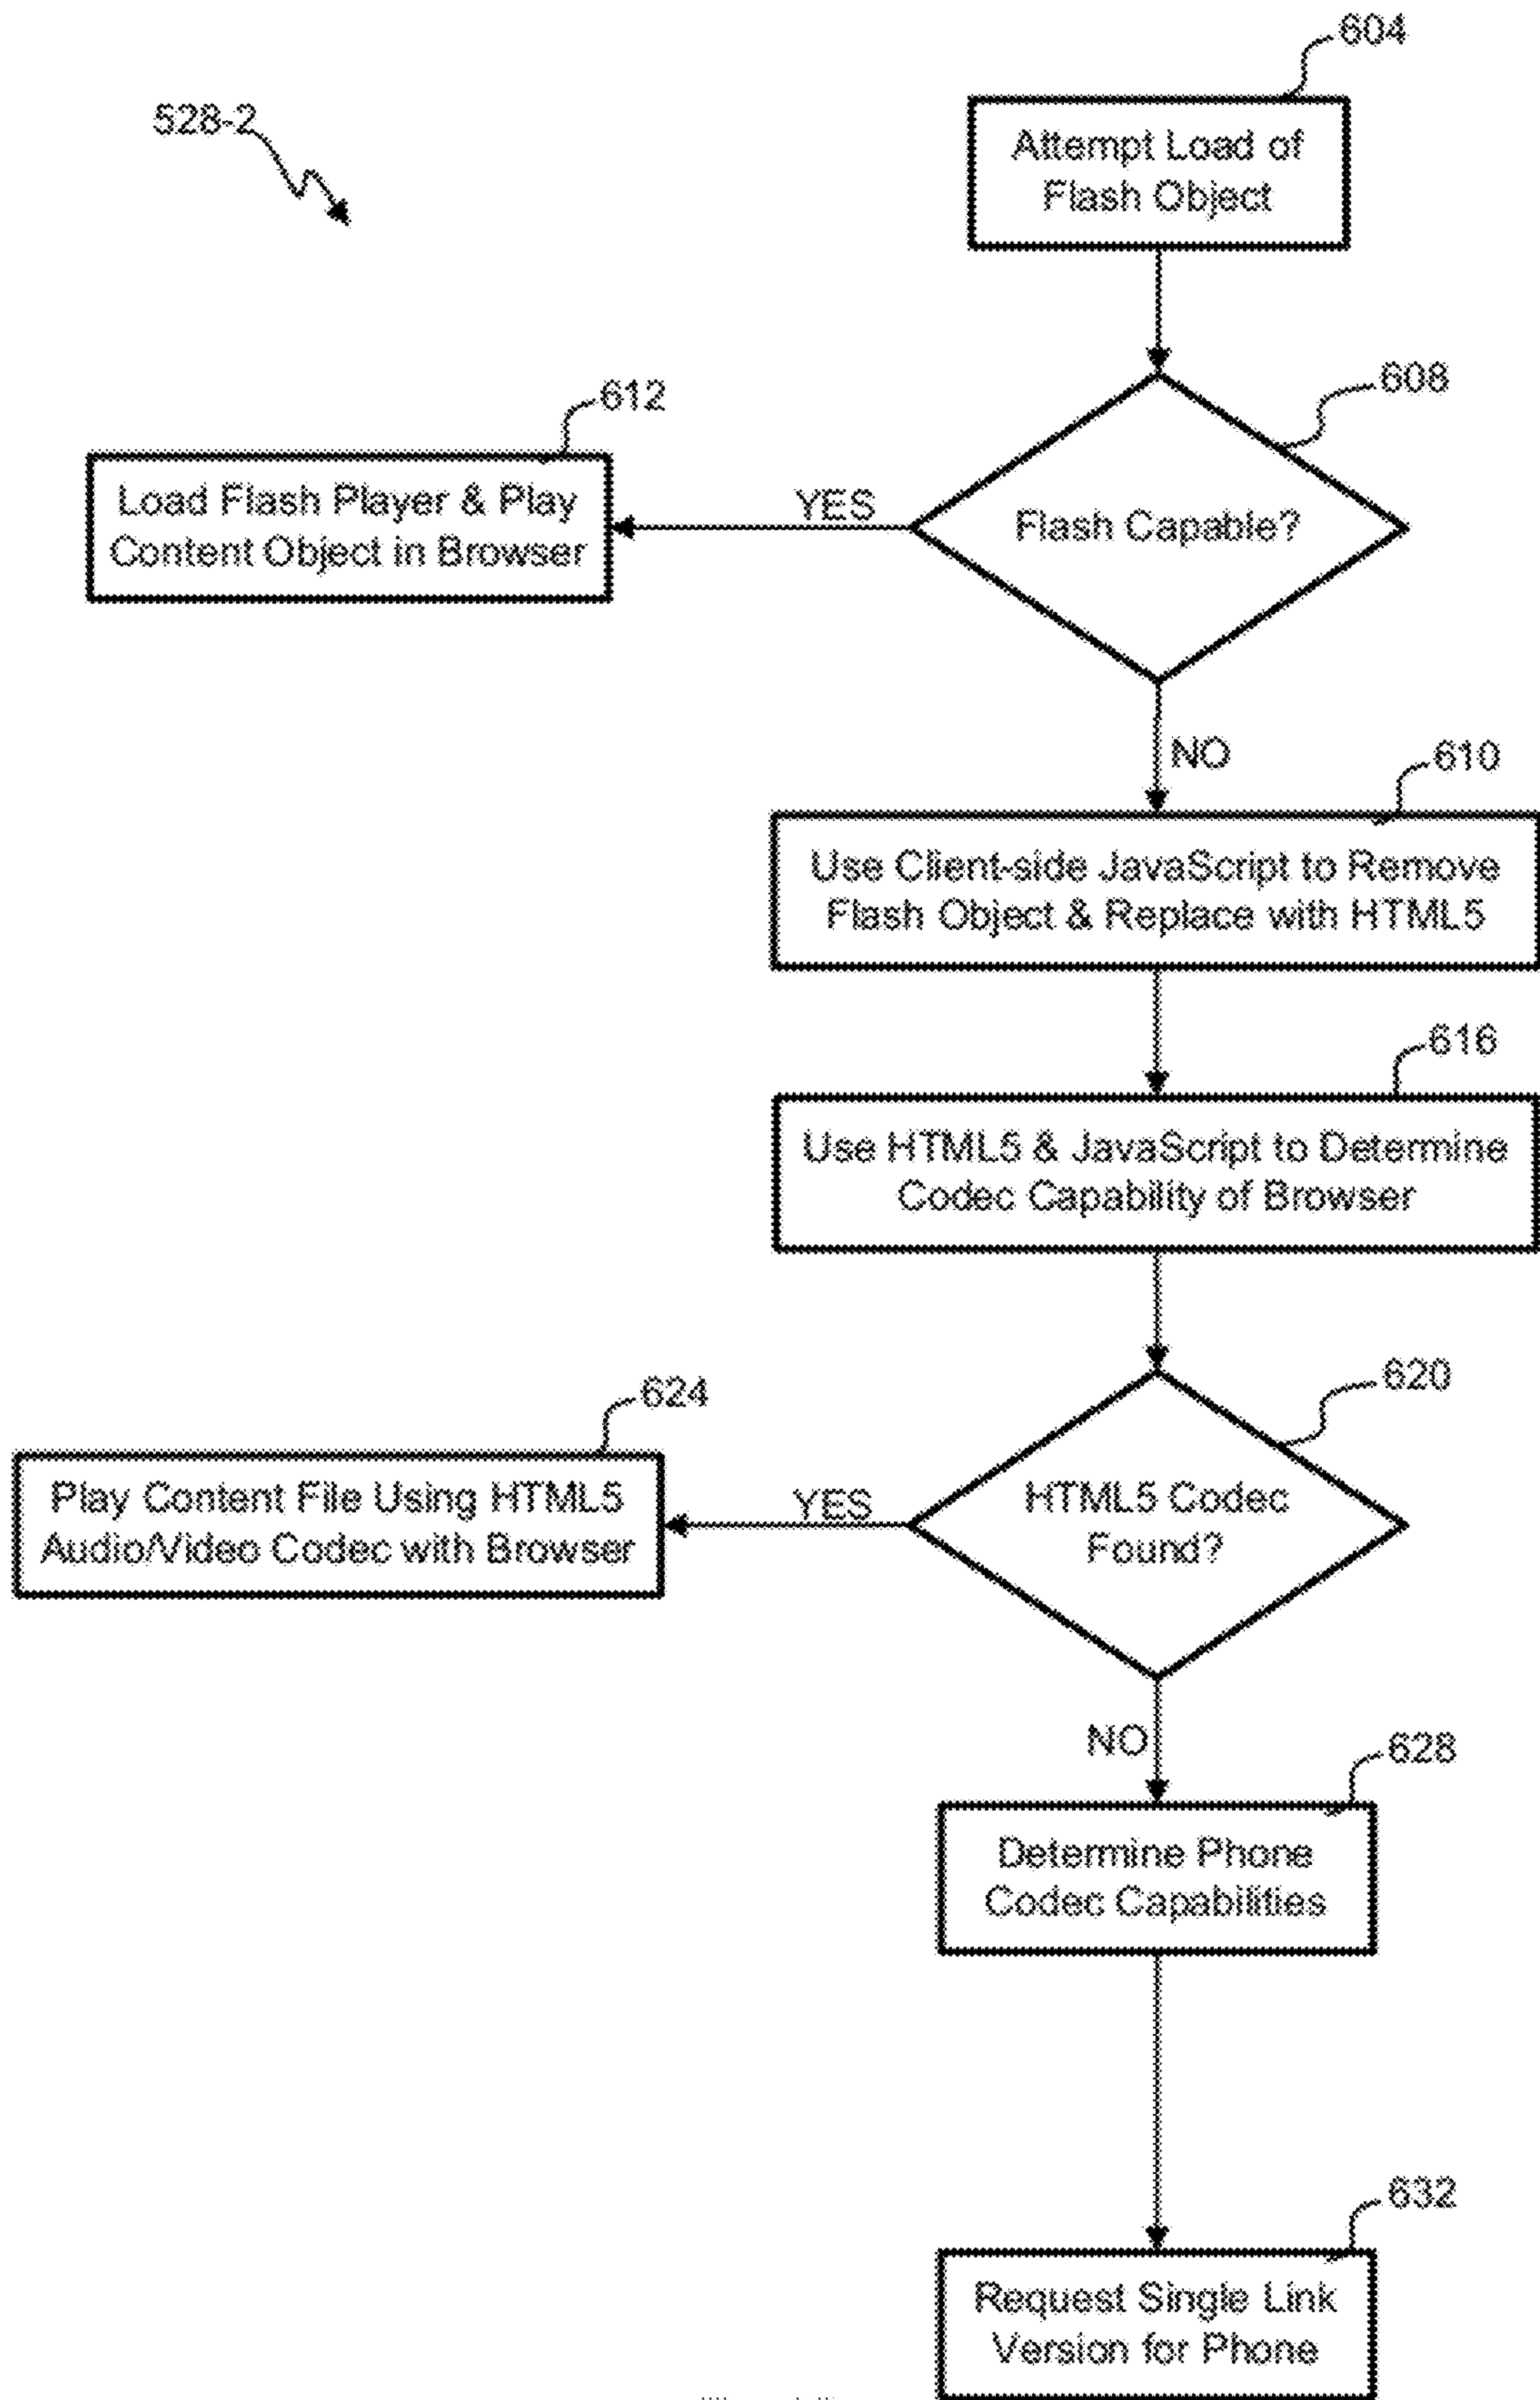 604
528-2
Attempt Load of
Flash Object
608
612
Load Flash Player & Play
Content Object in Browser
YES
Flash Capable?
NO
610
Use Client-side JavaScript to Remove
Flash Object & Replace with HTML5
616
Use HTML5 & JavaScript to Determine
Codec Capability of Browser
620
624
Play Content File Using HTML5
Audio/Video Codec with Browser
YES
HTML5 Codec
Found?
NO
628
Determine Phone
Codec Capabilities
632
Request Single Link
Version for Phone